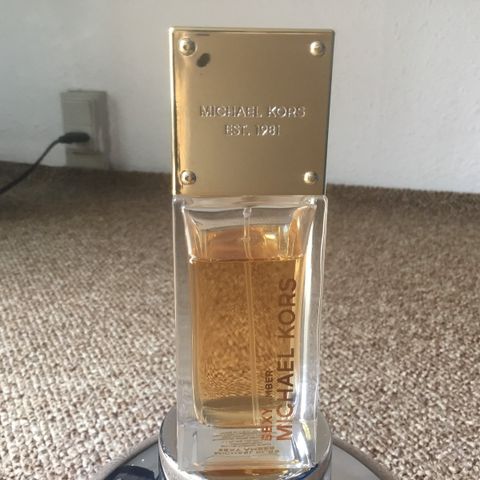 MICHAEL KORS
EST. 1981
SEXY AMBER
MICHAEL KORS